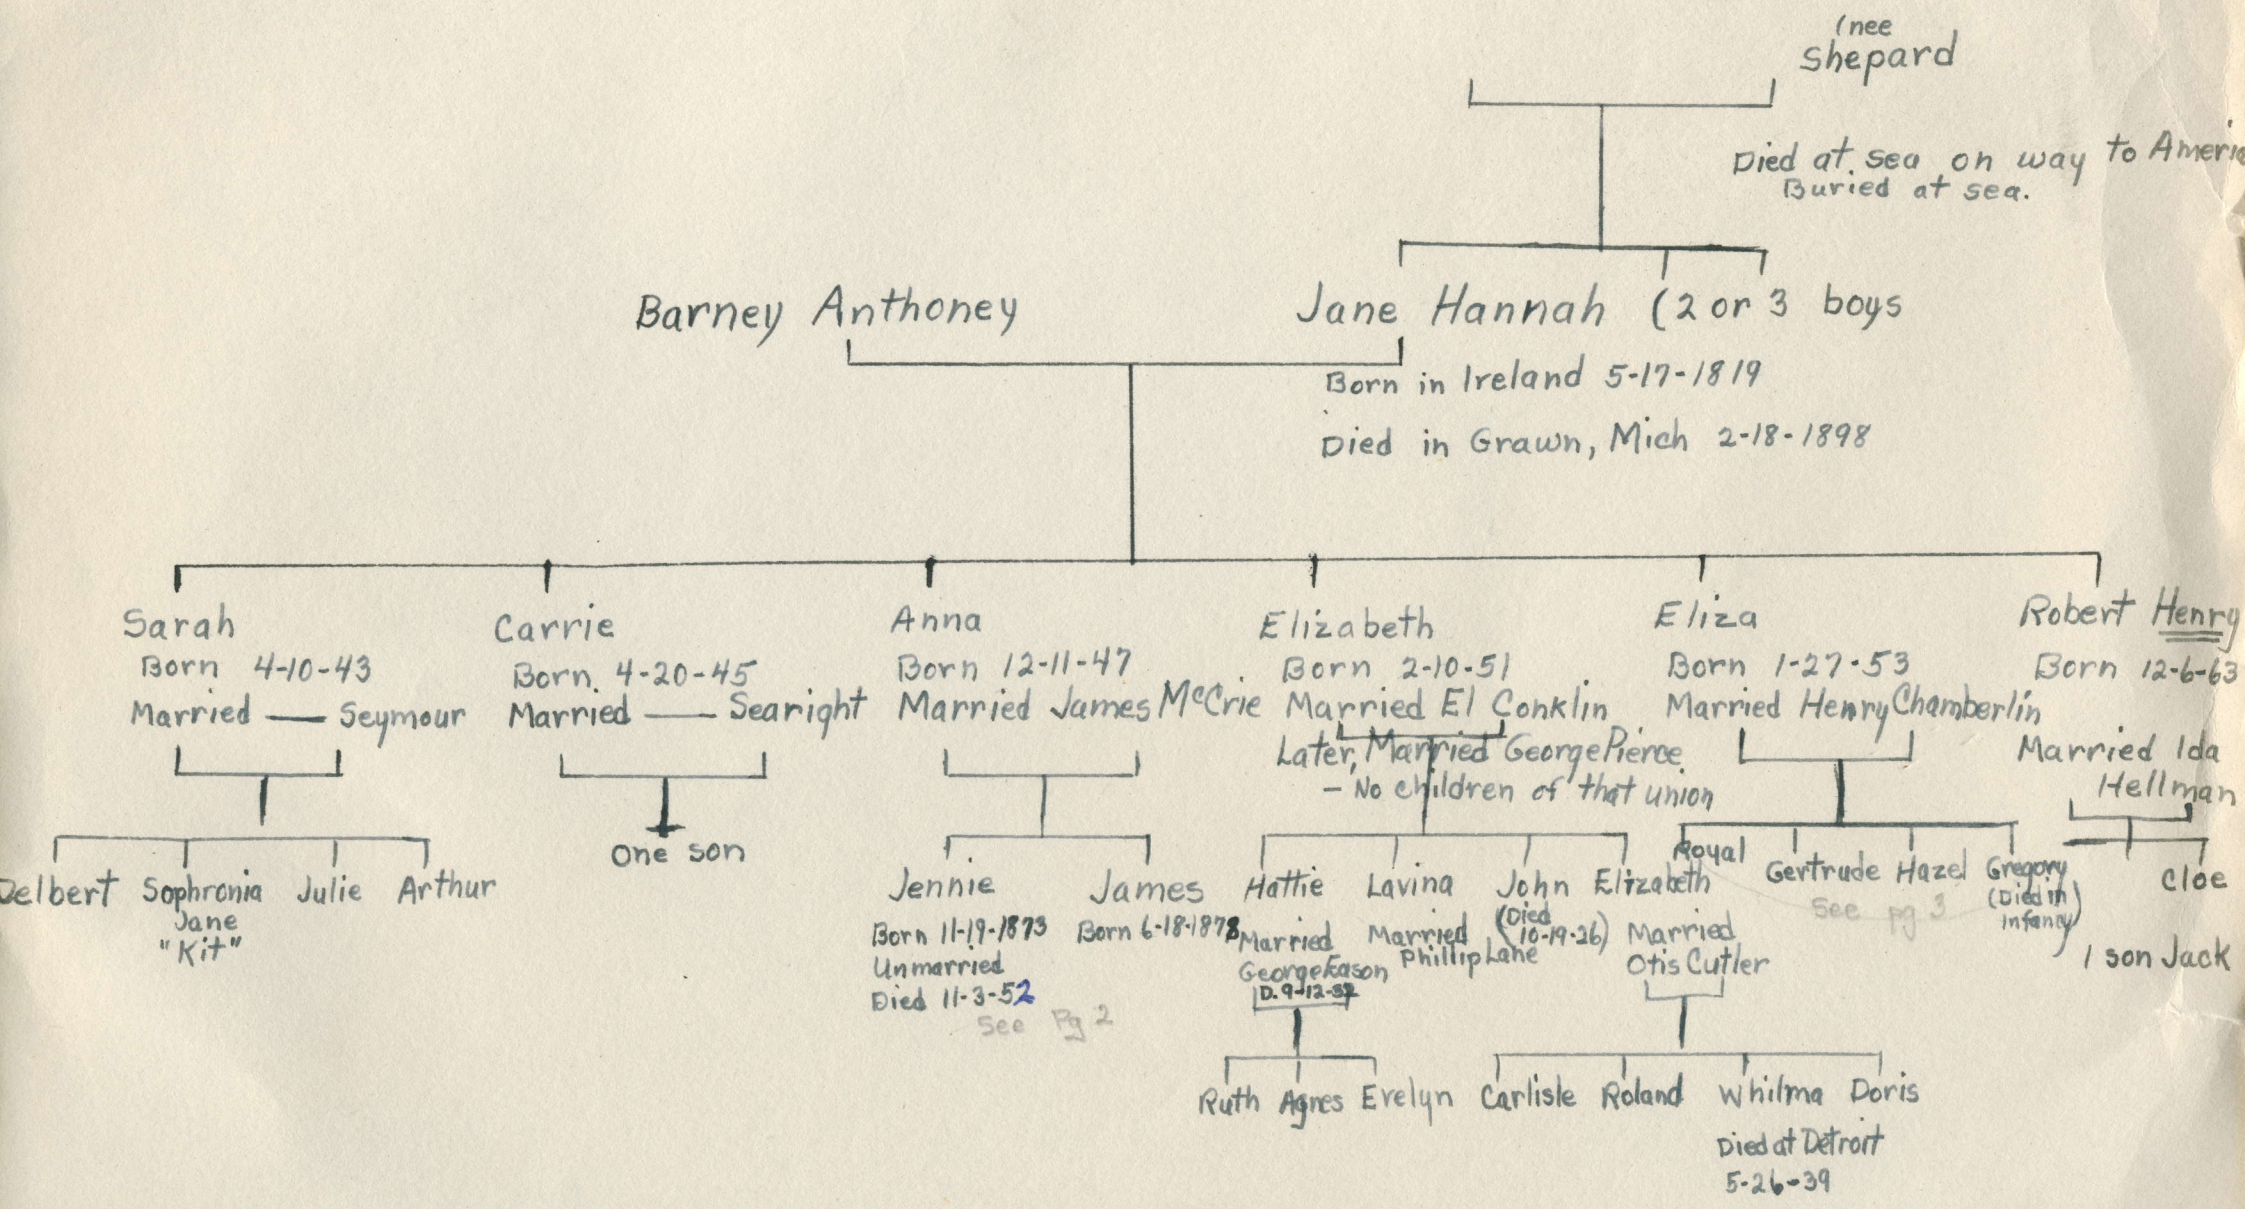 (nee
Shepard
Died at sea on way to Ameri
Buried at sea.
Barney Anthoney
Jane Hannah (2 or 3 boys
Born in Ireland 5-17-1819
Died in Grawn, Mich 2-18-1898
Sarah
Born 4-10-43
Married — Seymour
Delbert Sophronia Julie Arthur
Jane
"Kit"
Carrie
Born 4-20-45
Married — Searight
One son
Anna
Born 12-11-47
Married James McCrie
Jennie
Born 11-19-1873
Unmarried
Died 11-3-52
James
Born 6-18-1878
See Pg 2
Elizabeth
Born 2-10-51
Married El Conklin
Later, Married George Pierce
- No children of that union
Hattie
Married
George Eason
D. 9-12-32
Ruth Agnes Evelyn
Lavina
Married
Phillip Lane
John
(Died
10-19-26)
Elizabeth
Married
Otis Cutler
Carlisle Roland Whilma Doris
Died at Detroit
5-26-39
Eliza
Born 1-27-53
Married Henry Chamberlin
Royal Gertrude Hazel Gregory
(Died in
Infancy)
See pg 3
Robert Henry
Born 12-6-63
Married Ida
Hellman
Cloe
1 son Jack